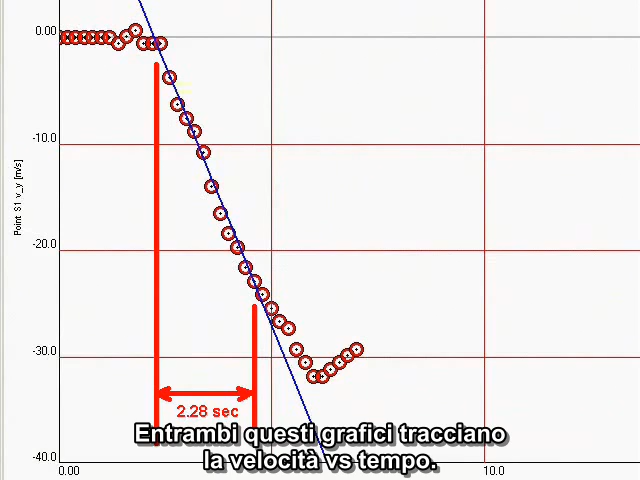 0.00
-10.0
-20.0
-30.0
-40.0
Point S1 v_y [m/s]
2.28 sec
Entrambi questi grafici tracciano
la velocità vs tempo.
0.00
10.0